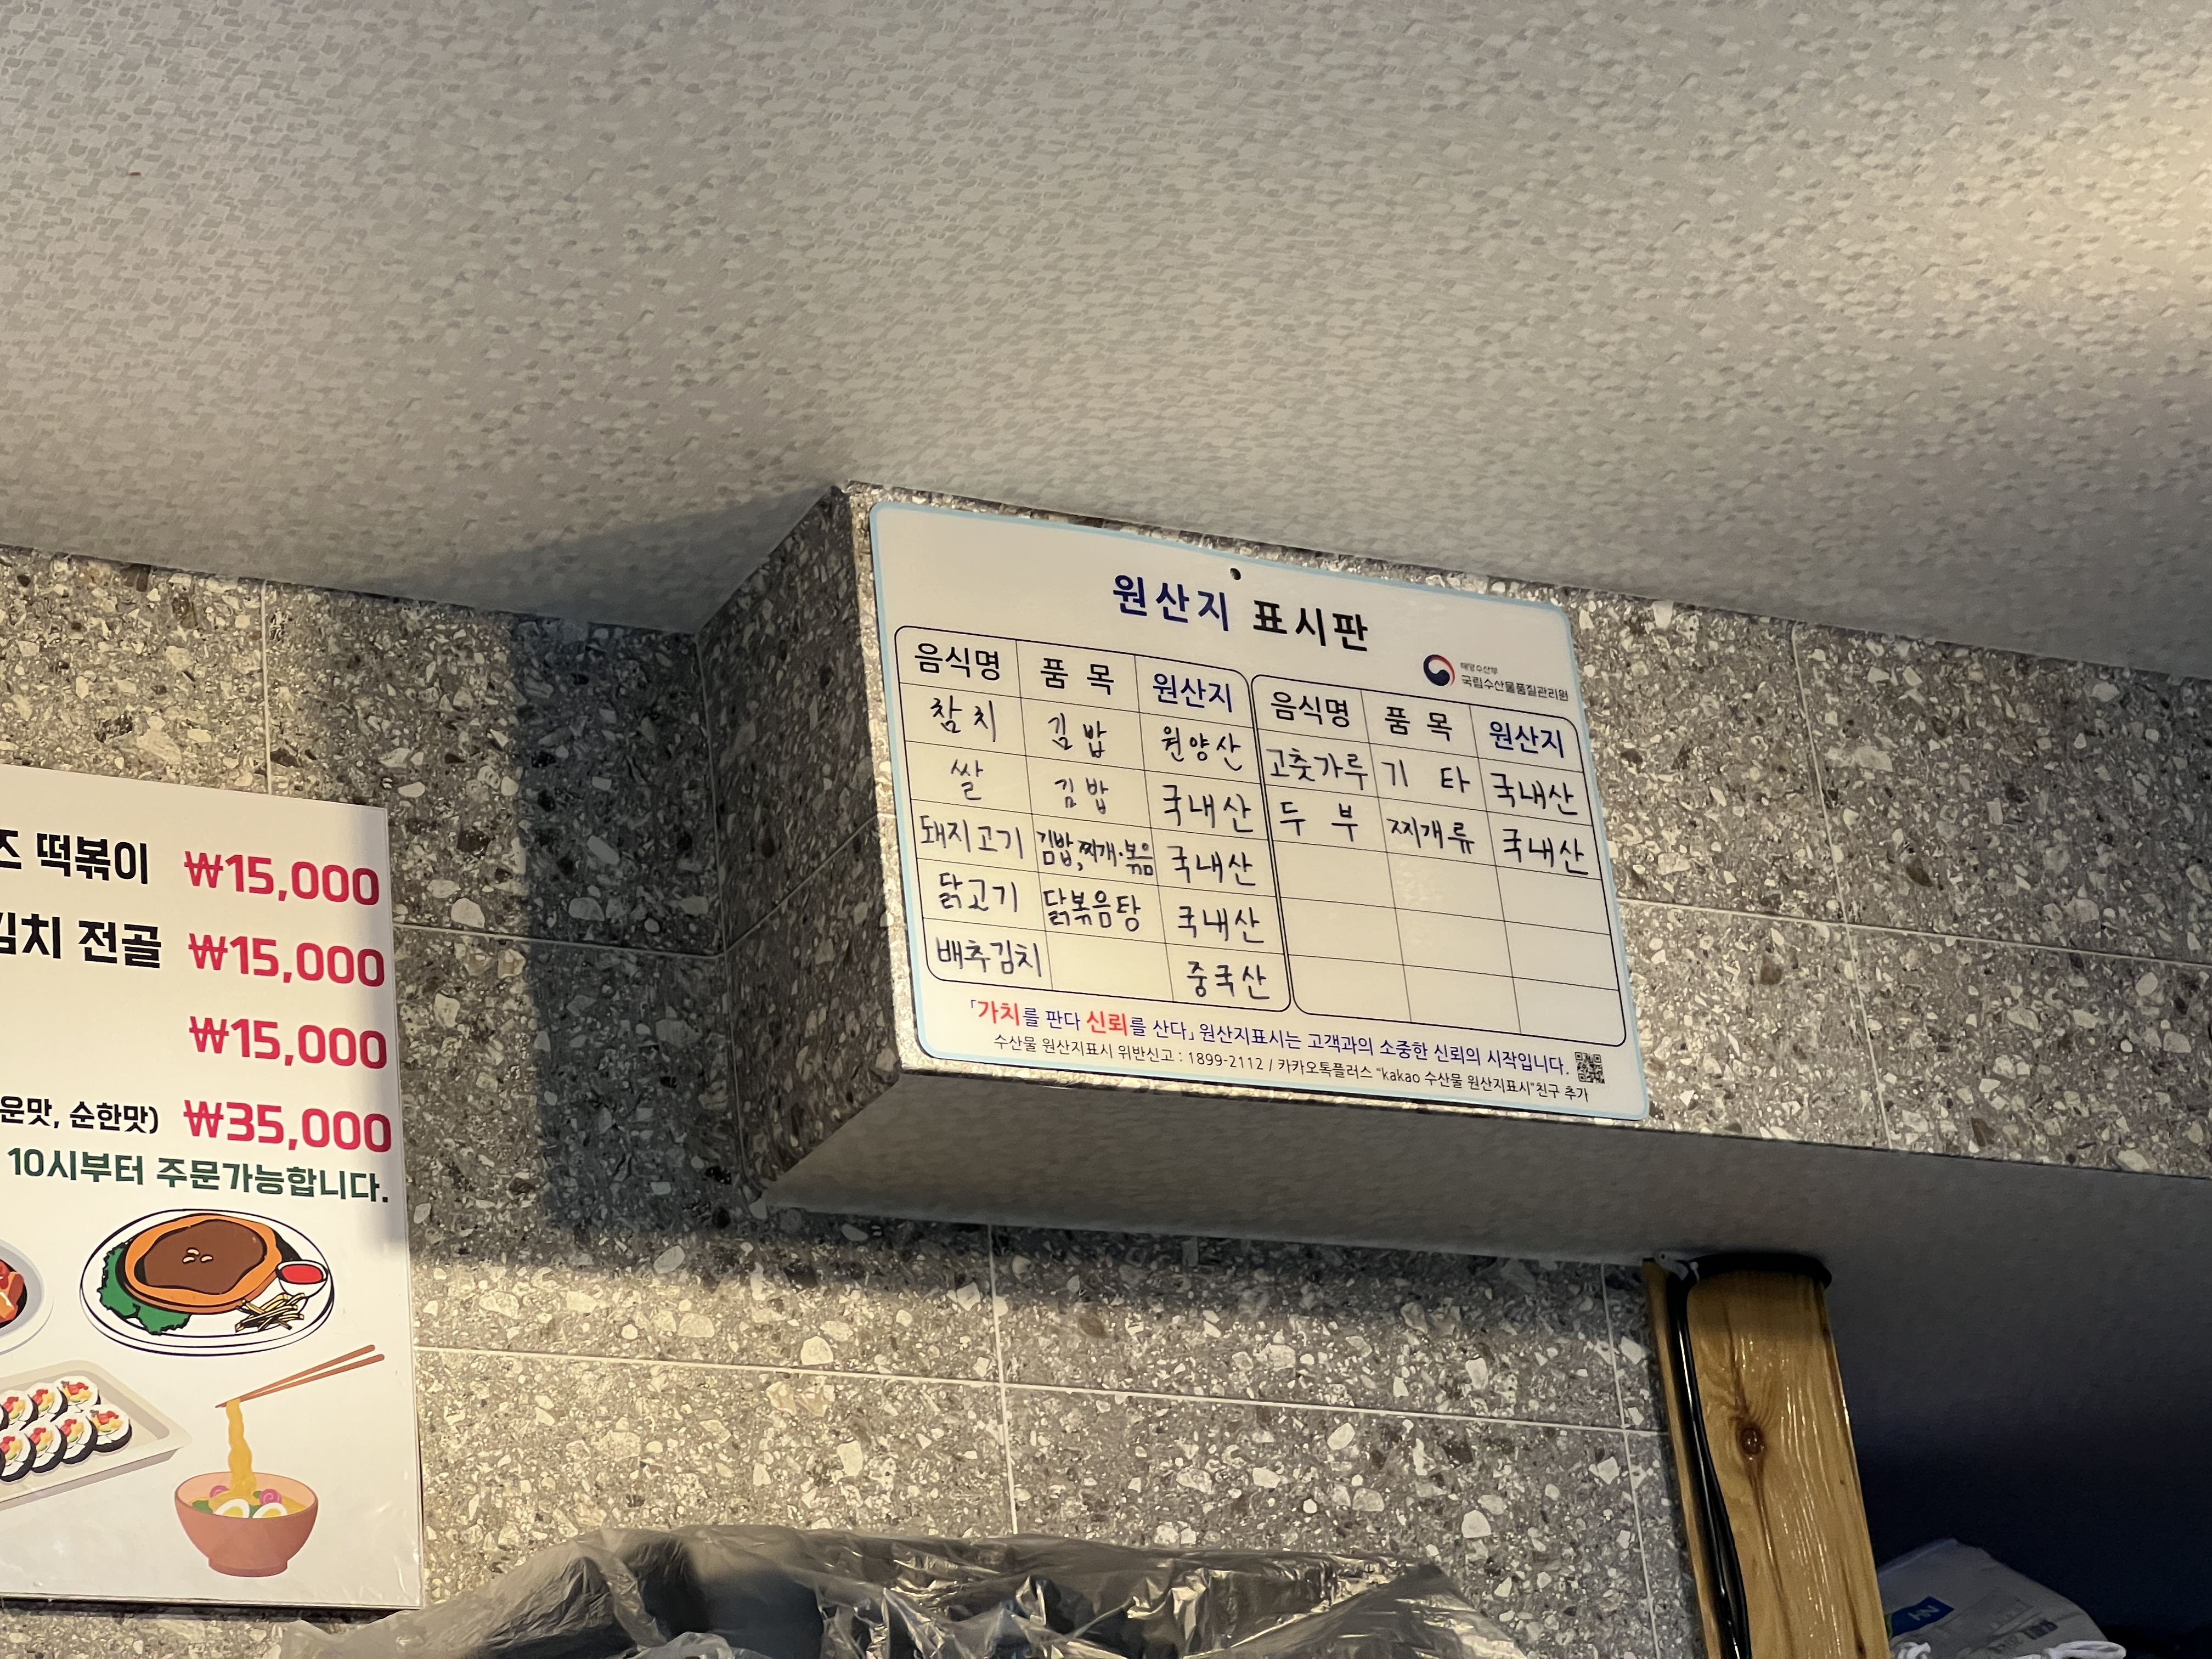 원산지 표시판
해양수산부
국립수산물품질관리원
음식명 품 목 원산지
참치 김밥 원양산
쌀 김밥 국내산
돼지고기 김밥,찌개·볶음 국내산
닭고기 닭볶음탕 국내산
배추김치 중국산
음식명 품 목 원산지
고춧가루 기 타 국내산
두 부 찌개류 국내산
「가치를 판다 신뢰를 산다」 원산지표시는 고객과의 소중한 신뢰의 시작입니다.
수산물 원산지표시 위반신고 : 1899-2112 / 카카오톡플러스 "kakao 수산물 원산지표시"친구 추가
즈 떡볶이 ₩15,000
김치 전골 ₩15,000
₩15,000
운맛, 순한맛) ₩35,000
10시부터 주문가능합니다.